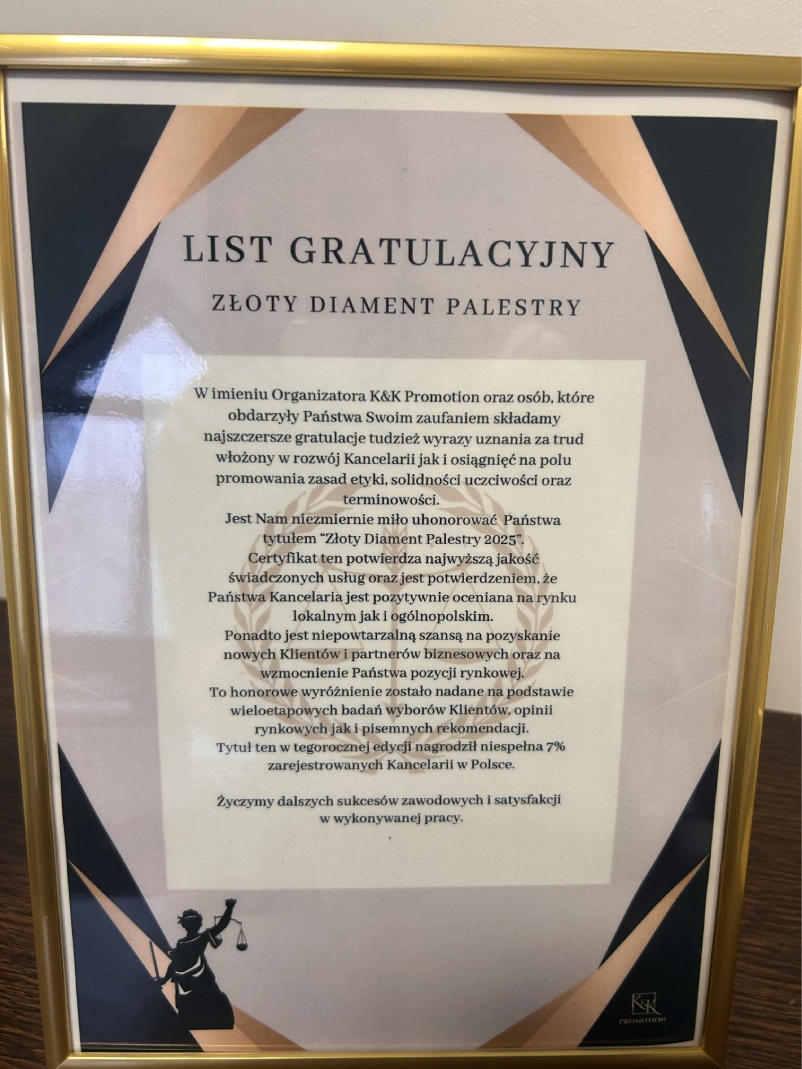 LIST GRATULACYJNY
ZŁOTY DIAMENT PALESTRY
W imieniu Organizatora K&K Promotion oraz osób, które
obdarzyły Państwa Swoim zaufaniem składamy
najszczersze gratulacje tudzież wyrazy uznania za trud
włożony w rozwój Kancelarii jak i osiągnięć na polu
promowania zasad etyki, solidności uczciwości oraz
terminowości.
Jest Nam niezmiernie miło uhonorować Państwa
tytułem "Złoty Diament Palestry 2025".
Certyfikat ten potwierdza najwyższą jakość
świadczonych usług oraz jest potwierdzeniem, że
Państwa Kancelaria jest pozytywnie oceniana na rynku
lokalnym jak i ogólnopolskim.
Ponadto jest niepowtarzalną szansą na pozyskanie
nowych Klientów i partnerów biznesowych oraz na
wzmocnienie Państwa pozycji rynkowej.
To honorowe wyróżnienie zostało nadane na podstawie
wieloetapowych badań wyborów Klientów, opinii
rynkowych jak i pisemnych rekomendacji.
Tytuł ten w tegorocznej edycji nagrodził niespełna 7%
zarejestrowanych Kancelarii w Polsce.
Życzymy dalszych sukcesów zawodowych i satysfakcji
w wykonywanej pracy.
K&K
PROMOTION